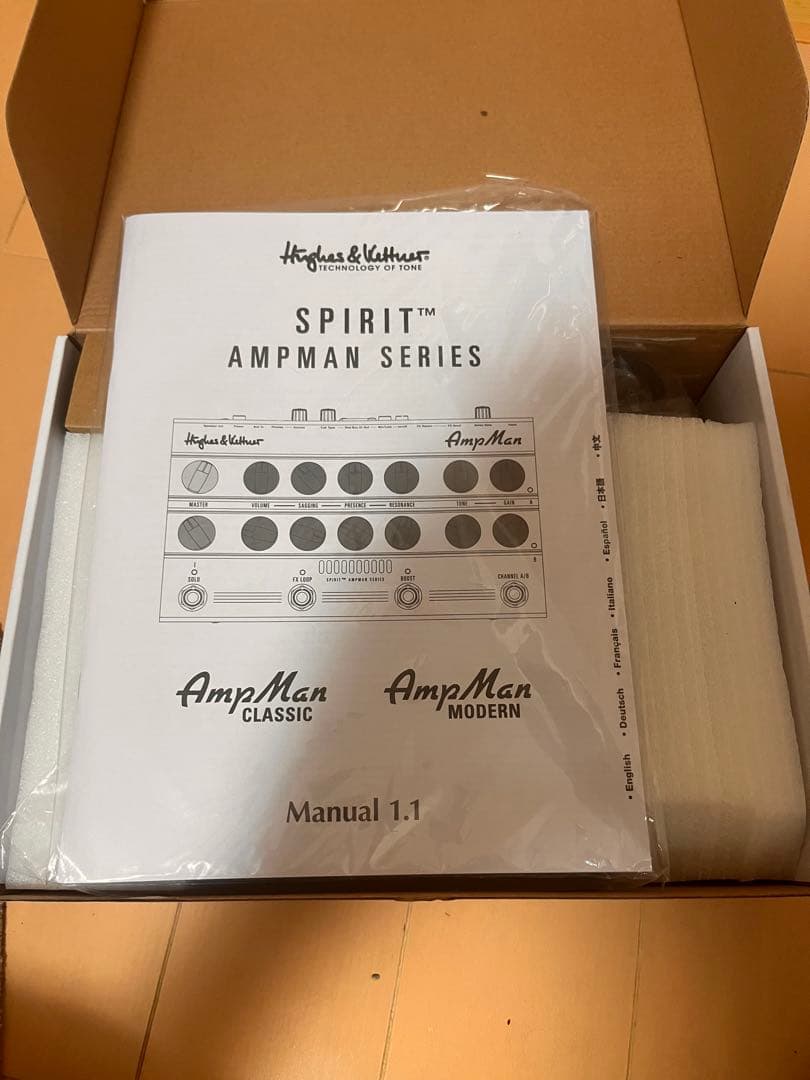 Hughes & Kettner®
TECHNOLOGY OF TONE
SPIRIT™
AMPMAN SERIES
Hughes & Kettner
AmpMan
MASTER VOLUME SAGGING PRESENCE RESONANCE TONE GAIN A
B
I
SOLO FX LOOP SPIRIT™ AMPMAN SERIES BOOST CHANNEL A/B
AmpMan
CLASSIC
AmpMan
MODERN
Manual 1.1
• English • Deutsch • Français • Italiano • Español • 日本語 • 中文